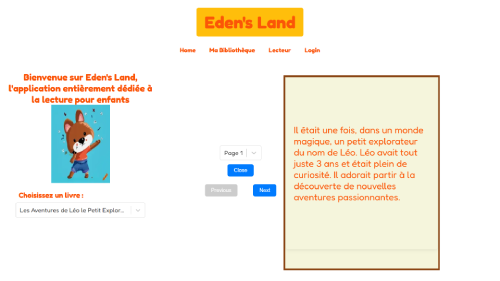 Eden's Land
Home Ma Bibliothèque Lecteur Login
Bienvenue sur Eden's Land,
l'application entièrement dédiée à
la lecture pour enfants
Choisissez un livre :
Les Aventures de Léo le Petit Explor...
Page 1
Close
Previous Next
Il était une fois, dans un monde
magique, un petit explorateur
du nom de Léo. Léo avait tout
juste 3 ans et était plein de
curiosité. Il adorait partir à la
découverte de nouvelles
aventures passionnantes.